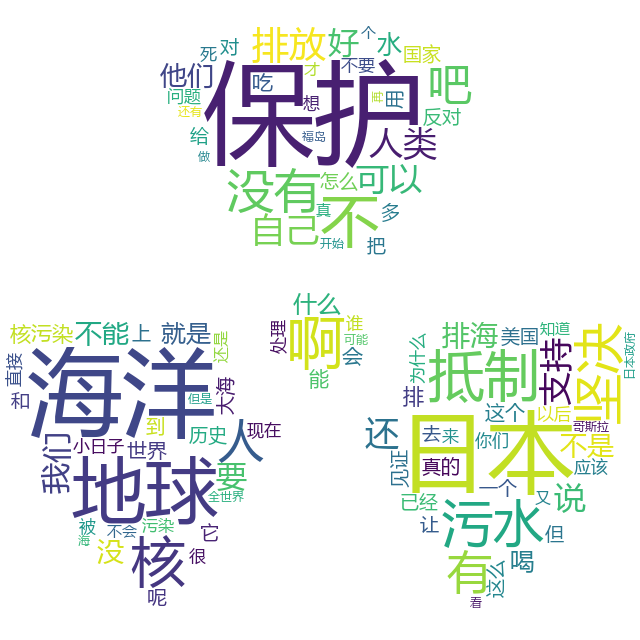 排放
好
个
水
死
对
国家
他们
吃
才
不要
吧
问题
想
再
用
还有
保护
反对
给
福岛
人类
做
没有
怎么
可以
自己
真
不
多
开始
把
什么
核污染
不能
上
就是
还是
处理
啊
谁
可能
会
能
为什么
排海
美国
知道
日本政府
直接
和
海洋
但是
大海
抵制
支持
坚决
排
我们
小日子
到
历史
人
现在
世界
地球
要
全世界
还
去
来
这个
你们
以后
哥斯拉
不是
见证
真的
日本
应该
被
海
不会
污染
它
没
核
很
呢
已经
让
一个
又
说
污水
但
有
这么
喝
看